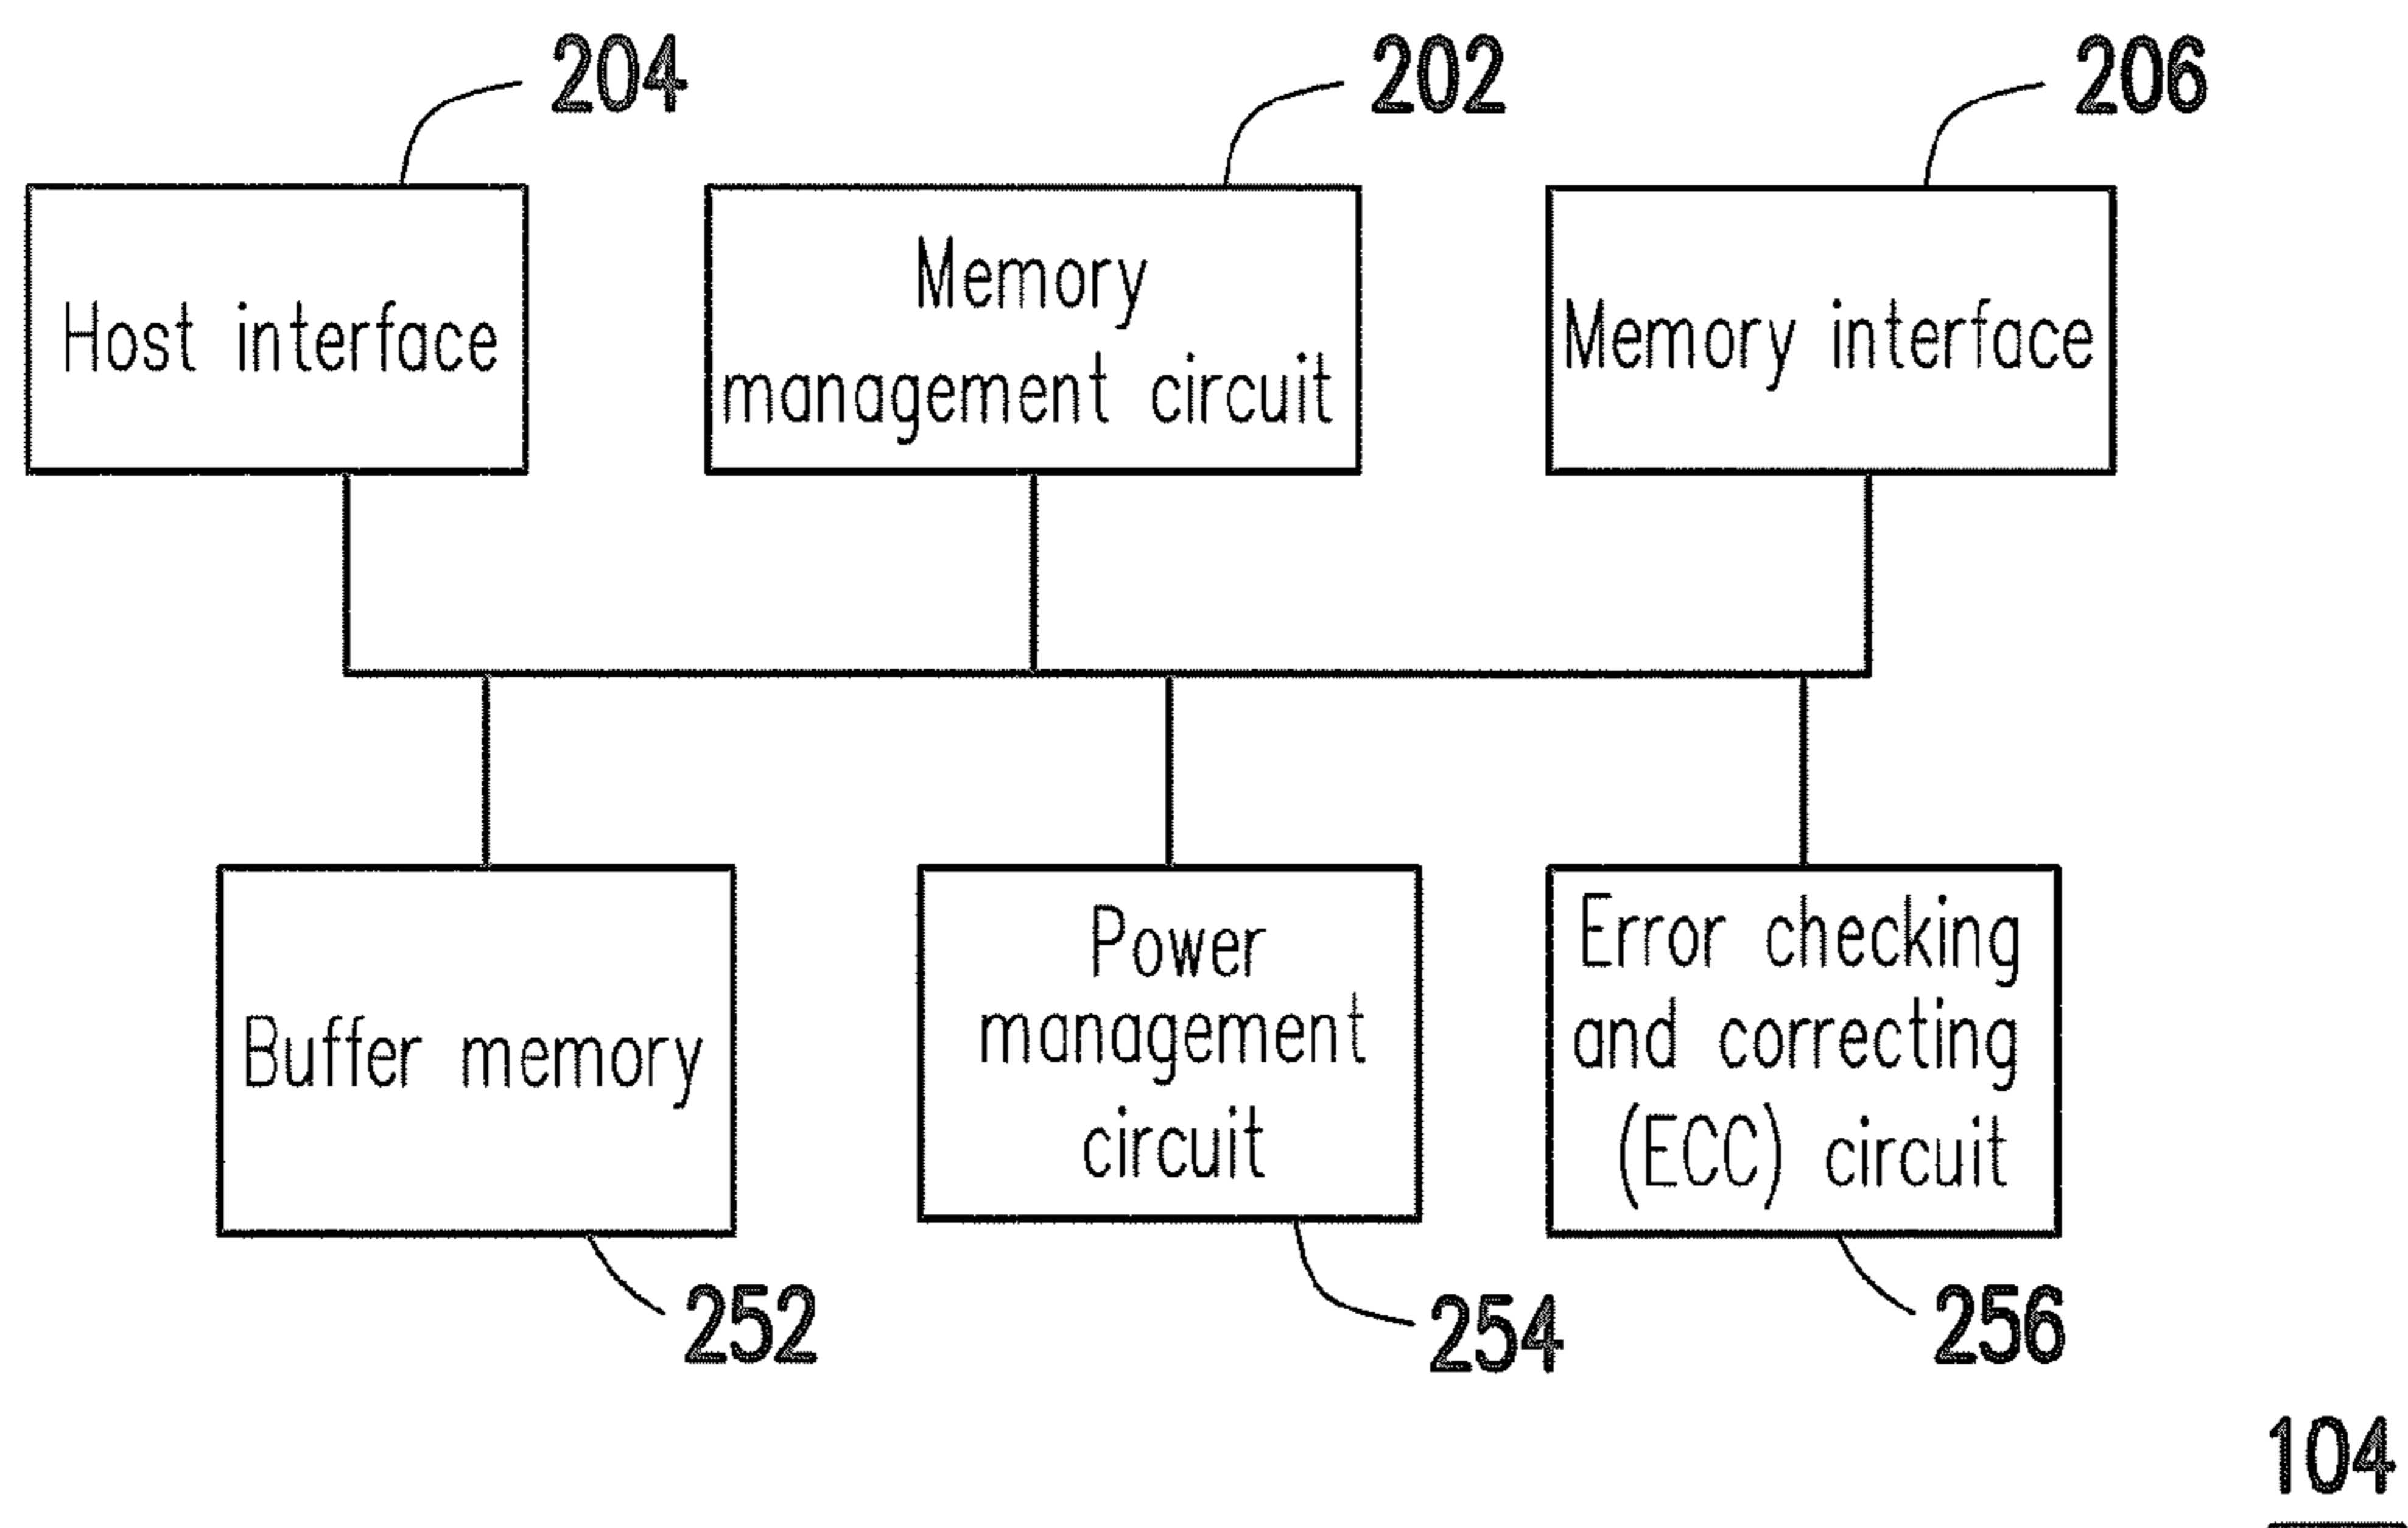 204
202
206
Host interface
Memory
management circuit
Memory interface
Buffer memory
Power
management
circuit
Error checking
and correcting
(ECC) circuit
252
254
256
104